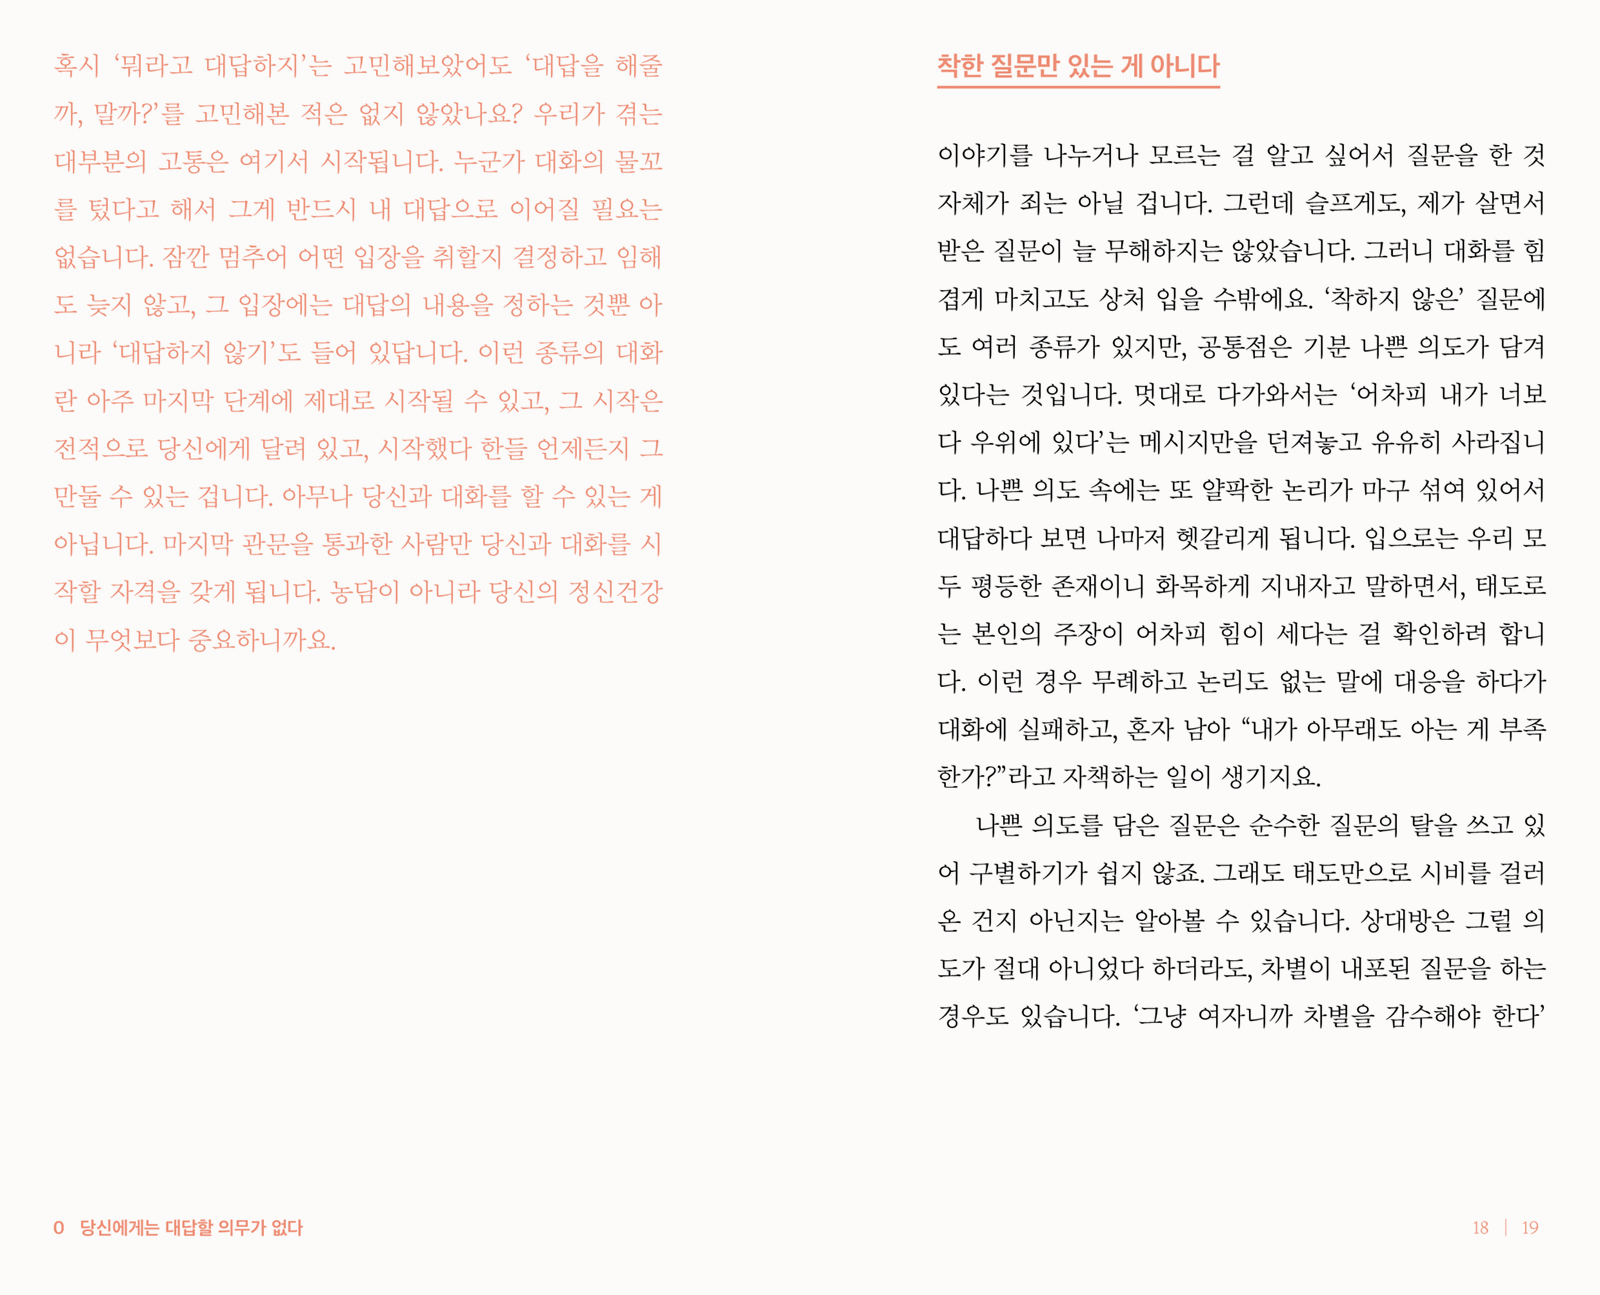 혹시 ‘뭐라고 대답하지’는 고민해보았어도 ‘대답을 해줄
까, 말까?’를 고민해본 적은 없지 않았나요? 우리가 겪는
대부분의 고통은 여기서 시작됩니다. 누군가 대화의 물꼬
를 텄다고 해서 그게 반드시 내 대답으로 이어질 필요는
없습니다. 잠깐 멈추어 어떤 입장을 취할지 결정하고 임해
도 늦지 않고, 그 입장에는 대답의 내용을 정하는 것뿐 아
니라 ‘대답하지 않기’도 들어 있답니다. 이런 종류의 대화
란 아주 마지막 단계에 제대로 시작될 수 있고, 그 시작은
전적으로 당신에게 달려 있고, 시작했다 한들 언제든지 그
만둘 수 있는 겁니다. 아무나 당신과 대화를 할 수 있는 게
아닙니다. 마지막 관문을 통과한 사람만 당신과 대화를 시
작할 자격을 갖게 됩니다. 농담이 아니라 당신의 정신건강
이 무엇보다 중요하니까요.
0 당신에게는 대답할 의무가 없다
착한 질문만 있는 게 아니다
이야기를 나누거나 모르는 걸 알고 싶어서 질문을 한 것
자체가 죄는 아닐 겁니다. 그런데 슬프게도, 제가 살면서
받은 질문이 늘 무해하지는 않았습니다. 그러니 대화를 힘
겹게 마치고도 상처 입을 수밖에요. ‘착하지 않은’ 질문에
도 여러 종류가 있지만, 공통점은 기분 나쁜 의도가 담겨
있다는 것입니다. 멋대로 다가와서는 ‘어차피 내가 너보
다 우위에 있다’는 메시지만을 던져놓고 유유히 사라집니
다. 나쁜 의도 속에는 또 얄팍한 논리가 마구 섞여 있어서
대답하다 보면 나마저 헷갈리게 됩니다. 입으로는 우리 모
두 평등한 존재이니 화목하게 지내자고 말하면서, 태도로
는 본인의 주장이 어차피 힘이 세다는 걸 확인하려 합니
다. 이런 경우 무례하고 논리도 없는 말에 대응을 하다가
대화에 실패하고, 혼자 남아 “내가 아무래도 아는 게 부족
한가?”라고 자책하는 일이 생기지요.
나쁜 의도를 담은 질문은 순수한 질문의 탈을 쓰고 있
어 구별하기가 쉽지 않죠. 그래도 태도만으로 시비를 걸러
온 건지 아닌지는 알아볼 수 있습니다. 상대방은 그럴 의
도가 절대 아니었다 하더라도, 차별이 내포된 질문을 하는
경우도 있습니다. ‘그냥 여자니까 차별을 감수해야 한다’
18 | 19